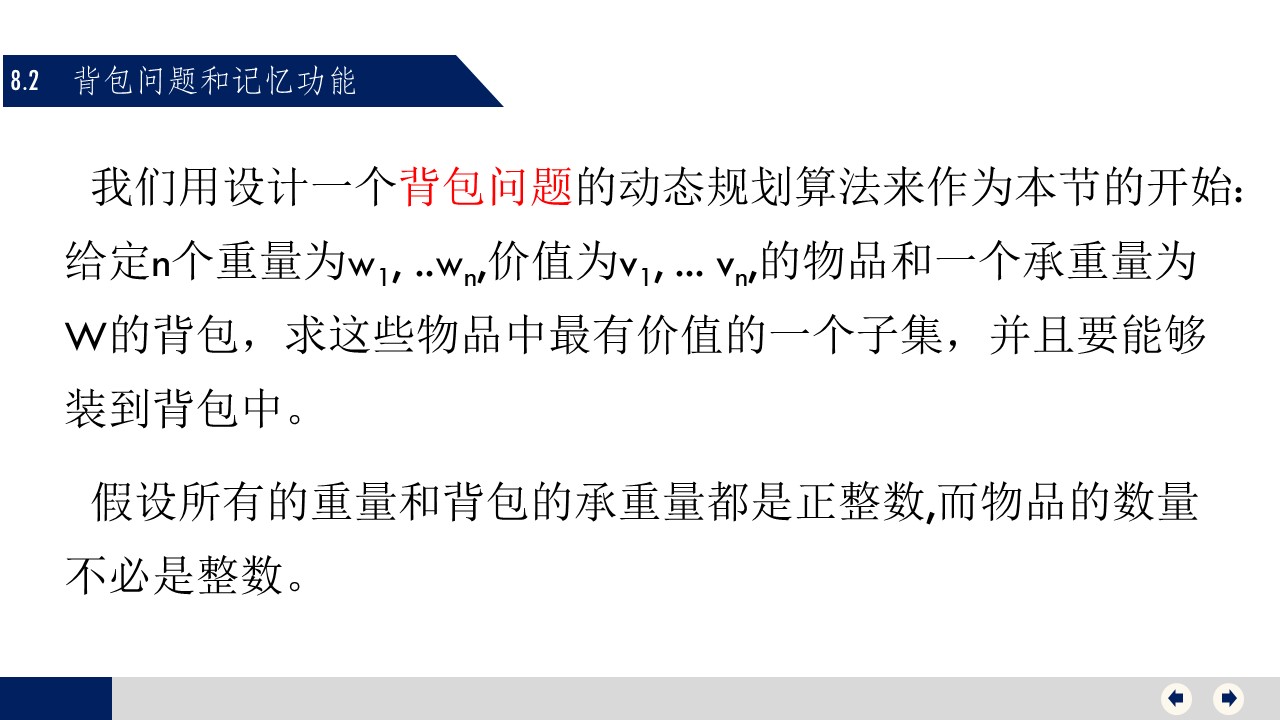 8.2 背包问题和记忆功能
我们用设计一个背包问题的动态规划算法来作为本节的开始：
给定n个重量为w1, ..wn,价值为v1, ... vn,的物品和一个承重量为
W的背包，求这些物品中最有价值的一个子集，并且要能够
装到背包中。
假设所有的重量和背包的承重量都是正整数,而物品的数量
不必是整数。